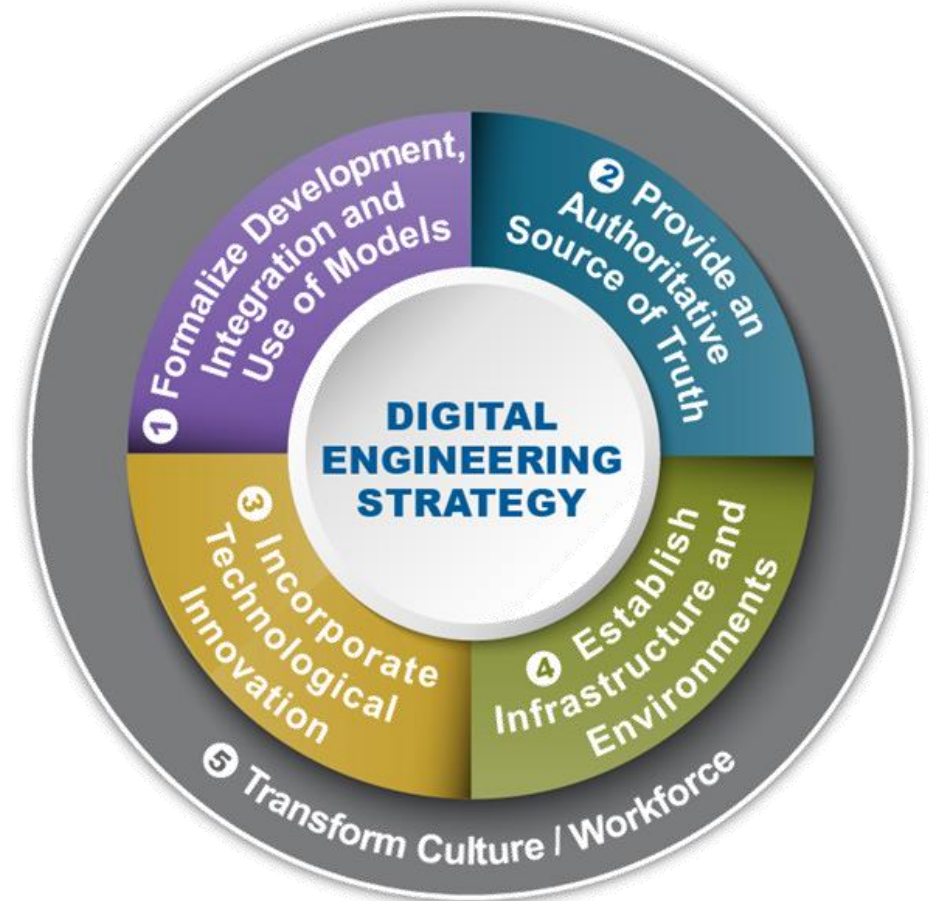 1 Formalize Development,
Integration and
Use of Models
2 Provide an
Authoritative
Source of Truth
DIGITAL
ENGINEERING
STRATEGY
3 Incorporate
Technological
Innovation
4 Establish
Infrastructure and
Environments
5 Transform Culture / Workforce